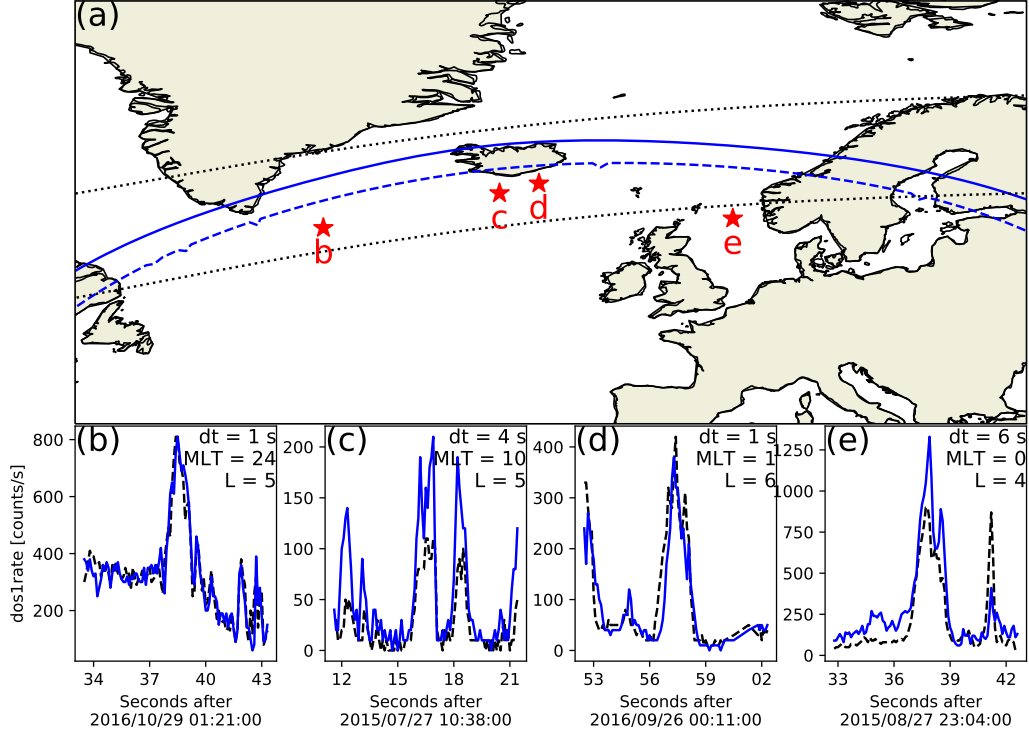 (a)
b
c
d
e
(b)
dt = 1 s
MLT = 24
L = 5
800
600
400
200
34 37 40 43
dos1rate [counts/s]
Seconds after
2016/10/29 01:21:00
(c)
dt = 4 s
MLT = 10
L = 5
200
150
100
50
0
12 15 18 21
Seconds after
2015/07/27 10:38:00
(d)
dt = 1 s
MLT = 1
L = 6
400
300
200
100
0
53 56 59 02
Seconds after
2016/09/26 00:11:00
(e)
dt = 6 s
MLT = 0
L = 4
1250
1000
750
500
250
0
33 36 39 42
Seconds after
2015/08/27 23:04:00